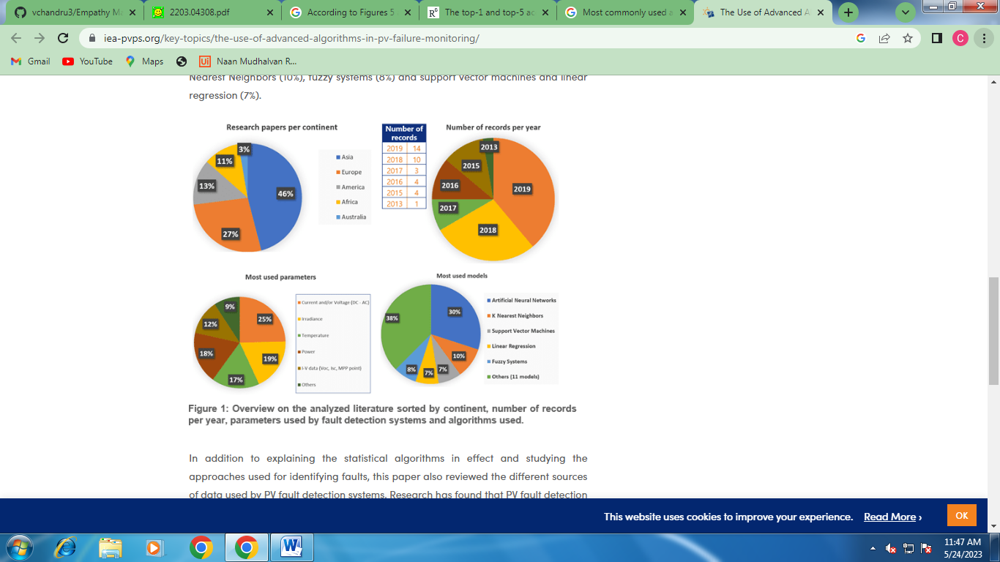 vchandru3/Empathy Ma
2203.04308.pdf
According to Figures 5
The top-1 and top-5 ac
Most commonly used a
The Use of Advanced A
iea-pvps.org/key-topics/the-use-of-advanced-algorithms-in-pv-failure-monitoring/
C
Gmail
YouTube
Maps
Naan Mudhalvan R...
Nearest Neighbors (10%), fuzzy systems (8%) and support vector machines and linear
regression (7%).
Research papers per continent
3%
11%
13%
46%
27%
Asia
Europe
America
Africa
Australia
Number of
records
2019 14
2018 10
2017 3
2016 4
2015 4
2013 1
Number of records per year
2013
2015
2016
2019
2017
2018
Most used parameters
9%
12%
25%
18%
19%
17%
Current and/or Voltage (DC - AC)
Irradiance
Temperature
Power
I-V data (Voc, Isc, MPP point)
Others
Most used models
38%
30%
10%
8%
7%
7%
Artificial Neural Networks
K Nearest Neighbors
Support Vector Machines
Linear Regression
Fuzzy Systems
Others (11 models)
Figure 1: Overview on the analyzed literature sorted by continent, number of records
per year, parameters used by fault detection systems and algorithms used.
In addition to explaining the statistical algorithms in effect and studying the
approaches used for identifying faults, this paper also reviewed the different sources
of data used by PV fault detection systems. Research has found that PV fault detection
This website uses cookies to improve your experience. Read More ›
OK
11:47 AM
5/24/2023